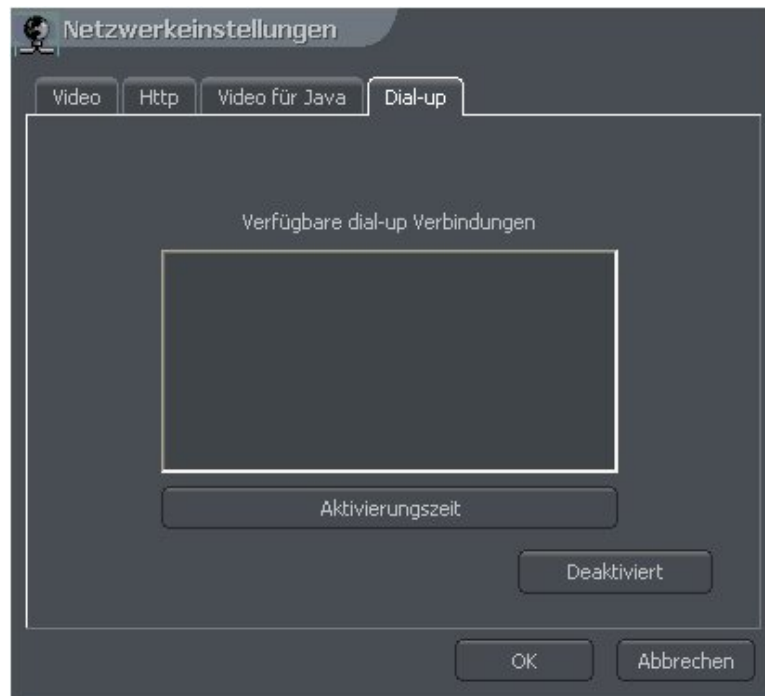 Netzwerkeinstellungen
Video Http Video für Java Dial-up
Verfügbare dial-up Verbindungen
Aktivierungszeit
Deaktiviert
OK Abbrechen